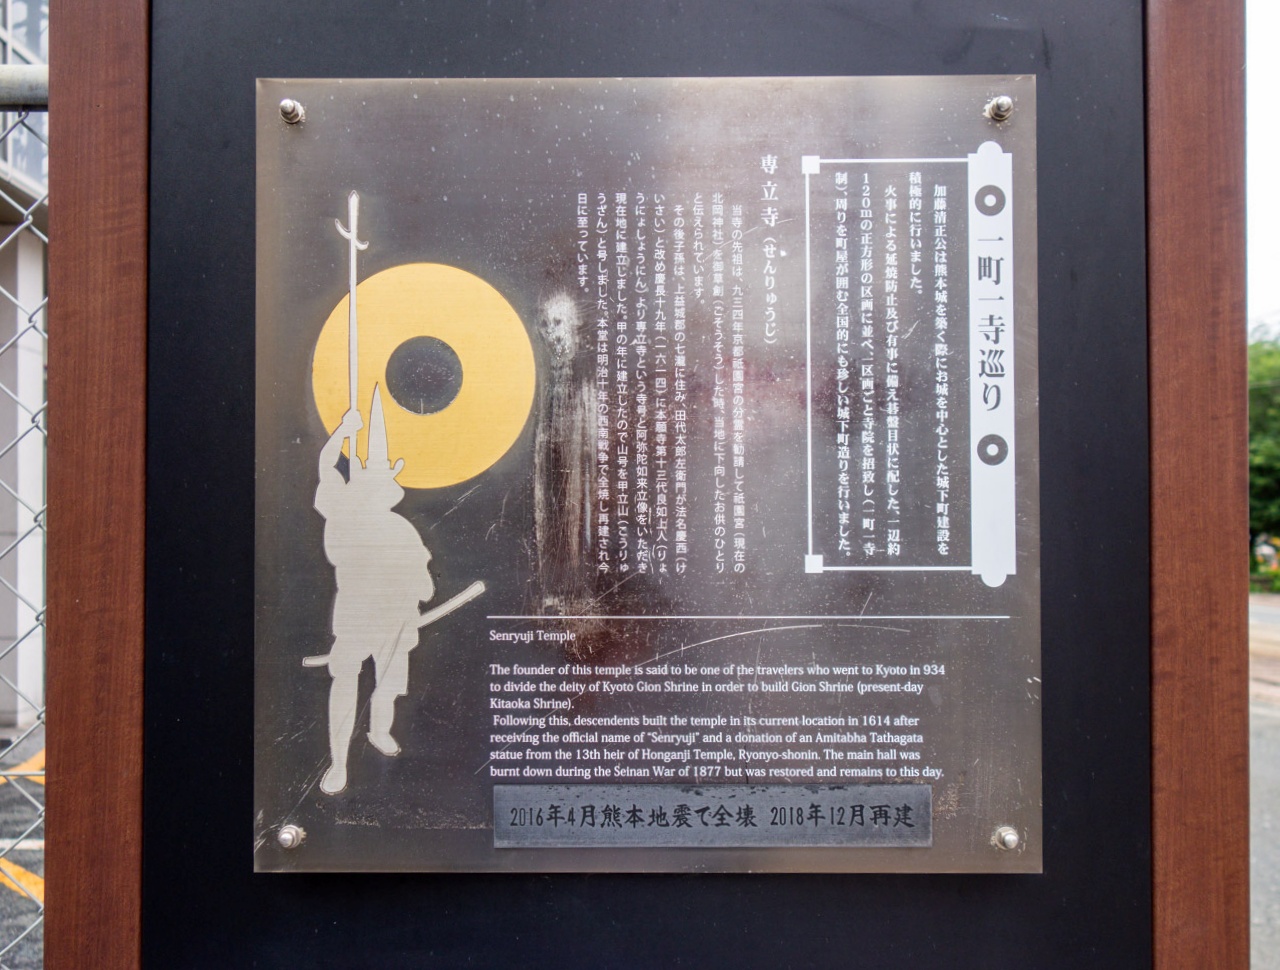 一町一寺巡り
加藤清正公は熊本城を築く際にお城を中心とした城下町建設を
積極的に行いました。
火事による延焼防止及び有事に備え碁盤目状に配した、一辺約
120mの正方形の区画に並べ、一区画ごと寺院を招致し(一町一寺
制)、周りを町屋が囲む全国的にも珍しい城下町造りを行いました。
専立寺(せんりゅうじ)
当寺の先祖は、九三四年京都祇園宮の分霊を勧請して祇園宮(現在の
北岡神社)を御草創(ごそうそう)した時、当地に下向したお供のひとり
と伝えられています。
その後子孫は、上益城郡の七瀧に住み、田代太郎左衛門が法名慶西(け
いさい)と改め慶長十九年(一六一四)に本願寺第十三代良如上人(りょ
うにょしょうにん)より専立寺という寺号と阿弥陀如来立像をいただき
現在地に建立しました。甲の年に建立したので山号を甲立山(こうりゅ
うざん)と号しました。本堂は明治十年の西南戦争で全焼し再建され今
日に至っています。
Senryuji Temple
The founder of this temple is said to be one of the travelers who went to Kyoto in 934
to divide the deity of Kyoto Gion Shrine in order to build Gion Shrine (present-day
Kitaoka Shrine).
Following this, descendents built the temple in its current location in 1614 after
receiving the official name of “Senryuji” and a donation of an Amitabha Tathagata
statue from the 13th heir of Honganji Temple, Ryonyo-shonin. The main hall was
burnt down during the Seinan War of 1877 but was restored and remains to this day.
2016年4月熊本地震で全壊 2018年12月再建